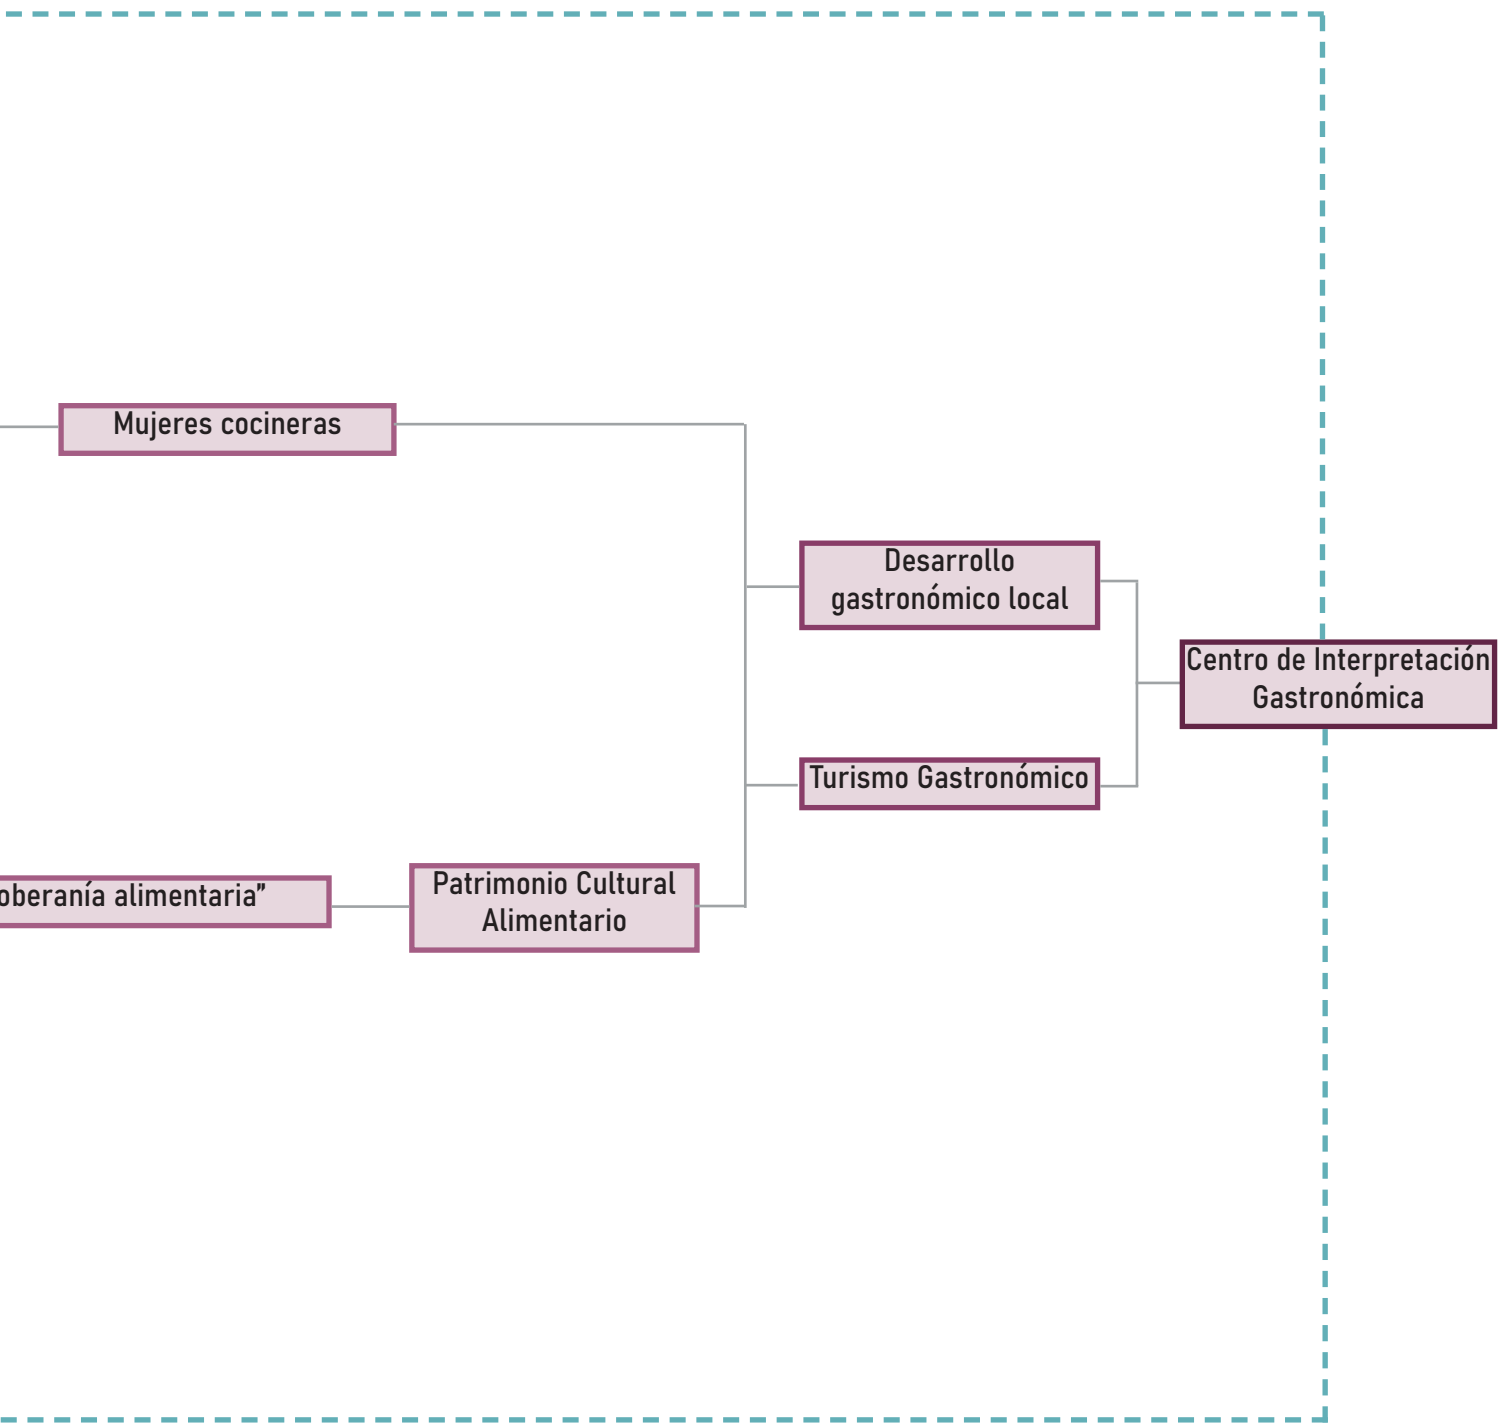 Mujeres cocineras
Desarrollo
gastronómico local
Centro de Interpretación
Gastronómica
Turismo Gastronómico
oberanía alimentaria”
Patrimonio Cultural
Alimentario